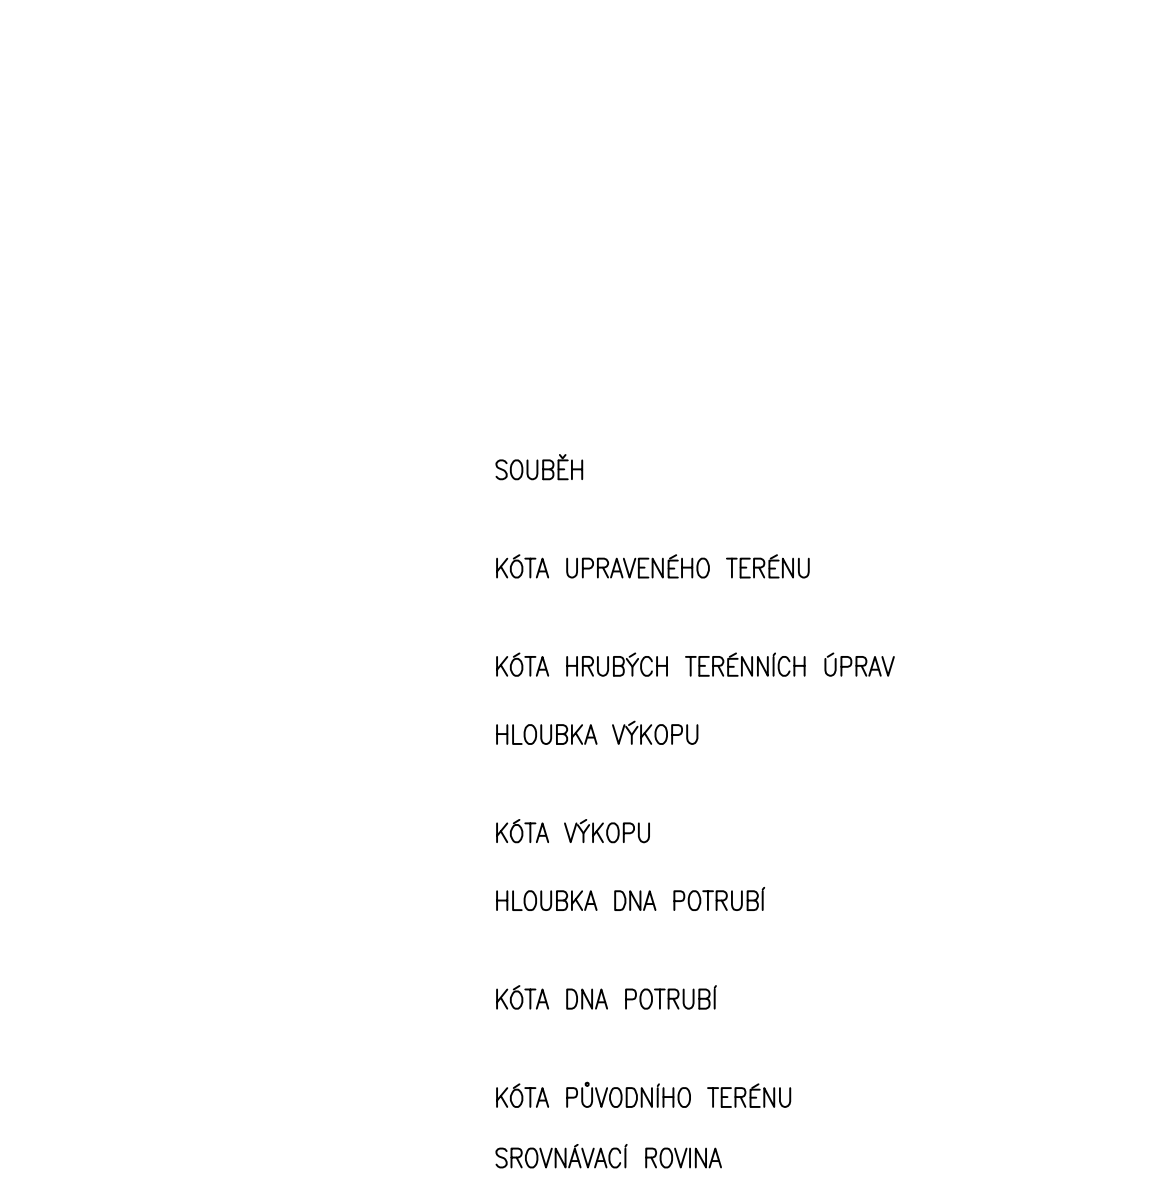 SOUBĚH
KÓTA UPRAVENÉHO TERÉNU
KÓTA HRUBÝCH TERÉNNÍCH ÚPRAV
HLOUBKA VÝKOPU
KÓTA VÝKOPU
HLOUBKA DNA POTRUBÍ
KÓTA DNA POTRUBÍ
KÓTA PŮVODNÍHO TERÉNU
SROVNÁVACÍ ROVINA